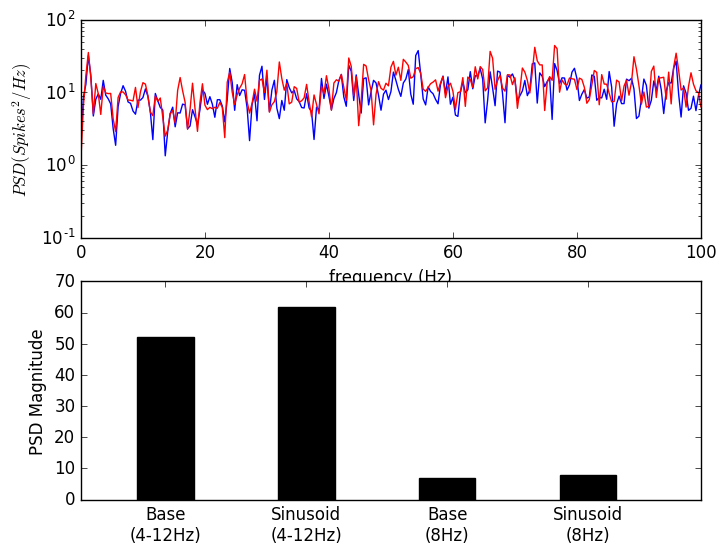 10^2
10^1
10^0
10^-1
PSD(Spikes^2/Hz)
0 20 40 60 80 100
frequency (Hz)
70
60
50
40
30
20
10
0
PSD Magnitude
Base Sinusoid Base Sinusoid
(4-12Hz) (4-12Hz) (8Hz) (8Hz)